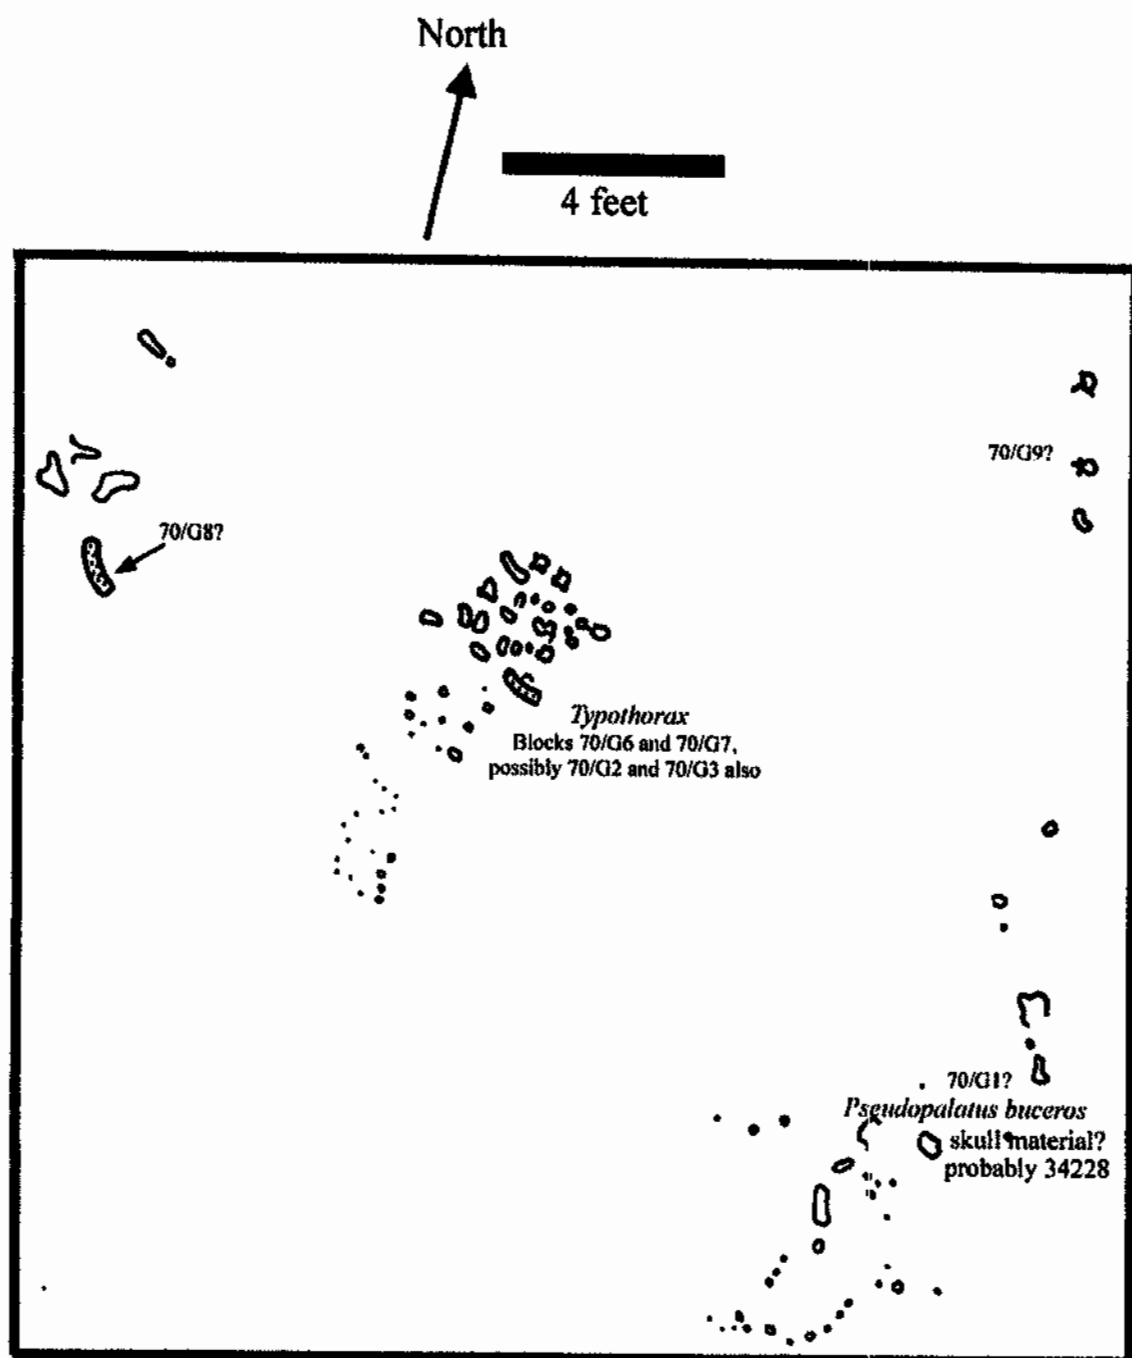 North
4 feet
70/G9?
70/G8?
Typothorax
Blocks 70/G6 and 70/G7,
possibly 70/G2 and 70/G3 also
70/G1?
Pseudopalatus buceros
skull material?
probably 34228